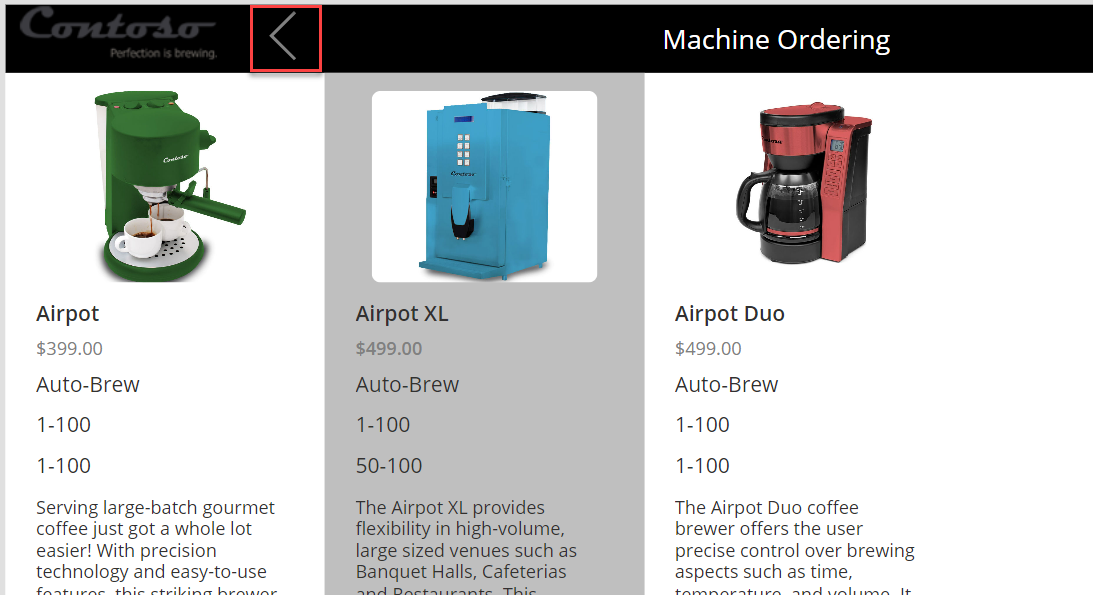 Contoso
Perfection is brewing.
Machine Ordering
Contoso
Contoso
Contoso
Airpot
$399.00
Auto-Brew
1-100
1-100
Serving large-batch gourmet
coffee just got a whole lot
easier! With precision
technology and easy-to-use
features, this striking brewer
Airpot XL
$499.00
Auto-Brew
1-100
50-100
The Airpot XL provides
flexibility in high-volume,
large sized venues such as
Banquet Halls, Cafeterias
and Restaurants. This
Airpot Duo
$499.00
Auto-Brew
1-100
1-100
The Airpot Duo coffee
brewer offers the user
precise control over brewing
aspects such as time,
temperature, and volume. It